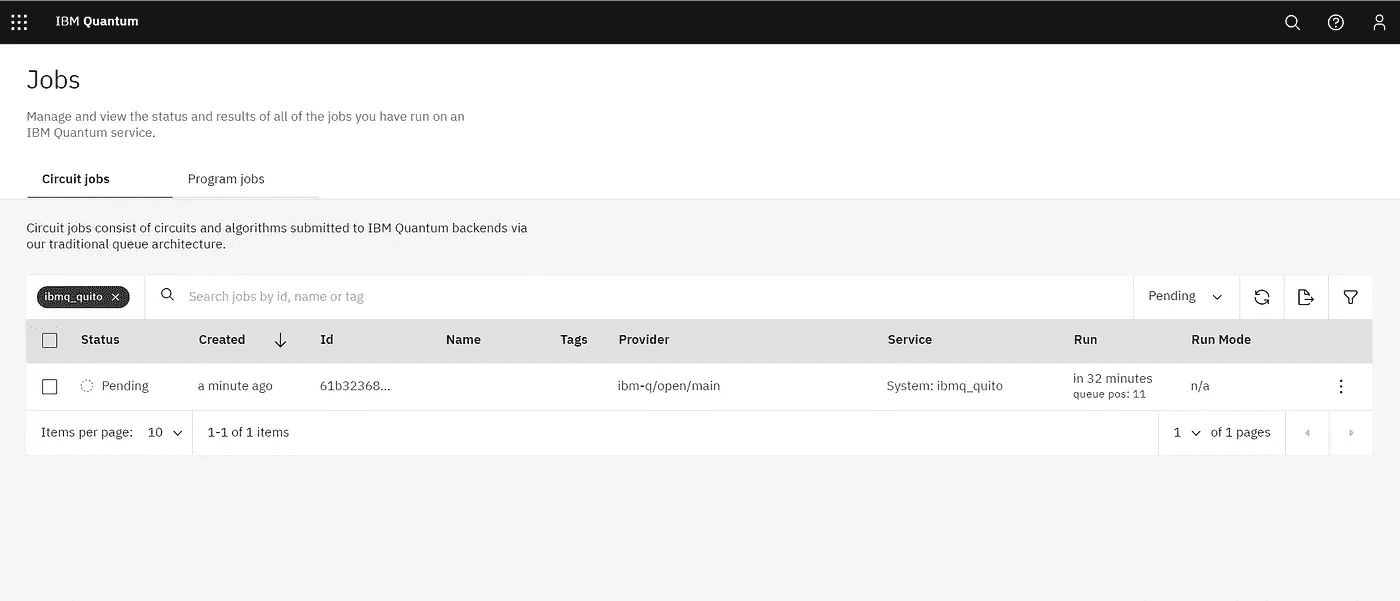 IBM Quantum
Jobs
Manage and view the status and results of all of the jobs you have run on an
IBM Quantum service.
Circuit jobs
Program jobs
Circuit jobs consist of circuits and algorithms submitted to IBM Quantum backends via
our traditional queue architecture.
ibmq_quito
Search jobs by id, name or tag
Pending
Status Created Id Name Tags Provider Service Run Run Mode
Pending a minute ago 61b32368... ibm-q/open/main System: ibmq_quito in 32 minutes n/a
queue pos: 11
Items per page: 10 1-1 of 1 items 1 of 1 pages